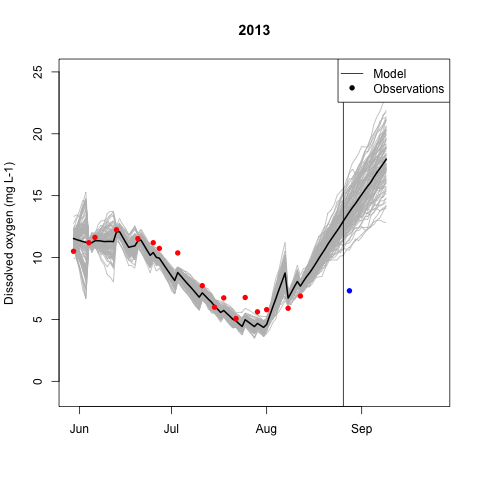 2013
Dissolved oxygen (mg L-1)
25
20
15
10
5
0
Jun
Jul
Aug
Sep
Model
Observations